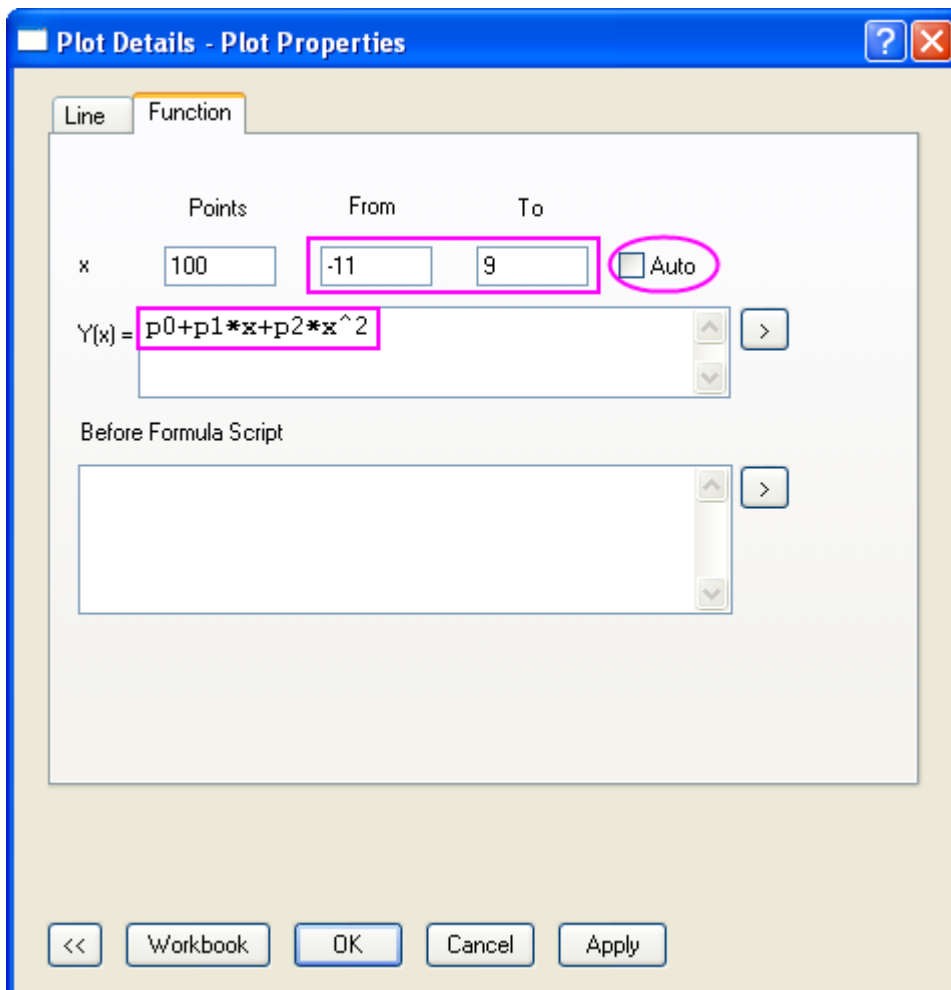 Plot Details - Plot Properties
?
Line Function
Points From To
x 100 -11 9 Auto
Y(x) = p0+p1*x+p2*x^2 >
Before Formula Script
>
<< Workbook OK Cancel Apply